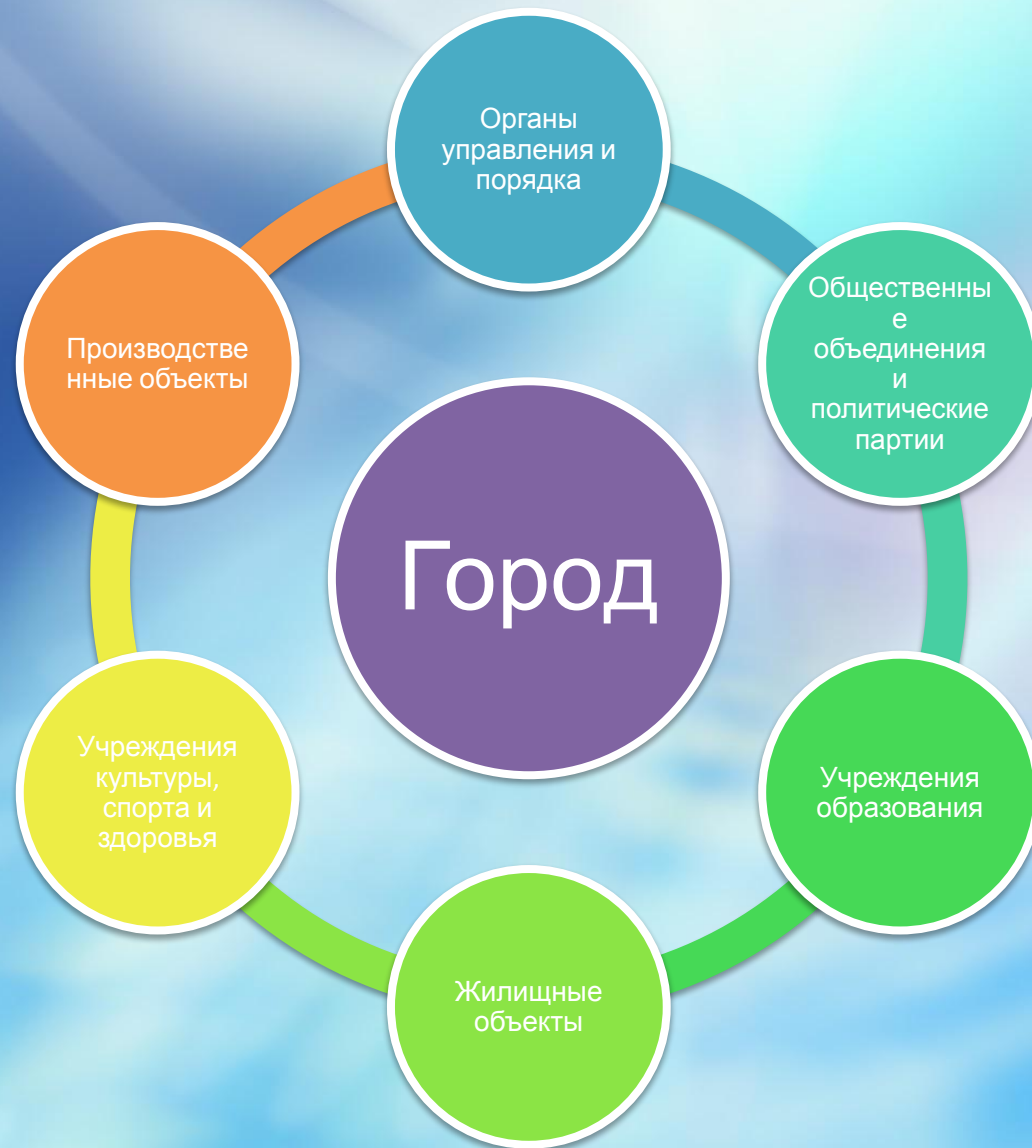 Органы
управления и
порядка
Общественны
е
объединения
и
политические
партии
Производстве
нные объекты
Город
Учреждения
культуры,
спорта и
здоровья
Учреждения
образования
Жилищные
объекты